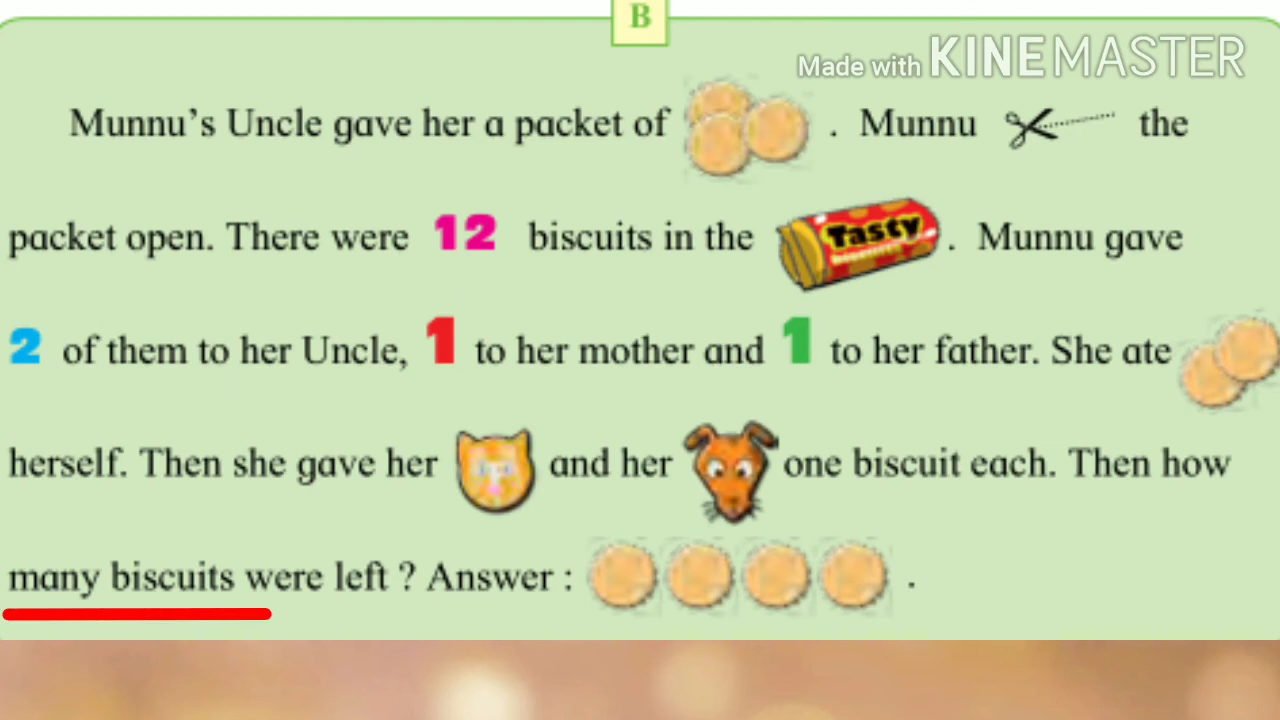 B
Made with KINEMASTER
Munnu's Uncle gave her a packet of . Munnu the
packet open. There were 12 biscuits in the Tasty . Munnu gave
2 of them to her Uncle, 1 to her mother and 1 to her father. She ate
herself. Then she gave her and her one biscuit each. Then how
many biscuits were left ? Answer : .